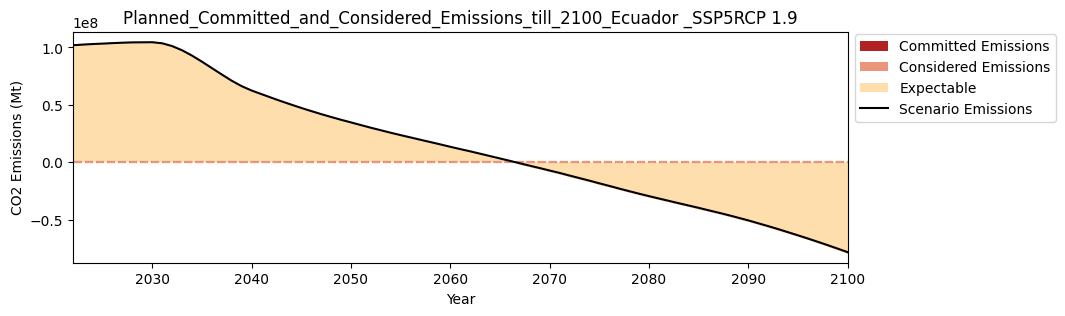 Planned_Committed_and_Considered_Emissions_till_2100_Ecuador _SSP5RCP 1.9
1e8
1.0
0.5
0.0
−0.5
CO2 Emissions (Mt)
2030 2040 2050 2060 2070 2080 2090 2100
Year
Committed Emissions
Considered Emissions
Expectable
Scenario Emissions